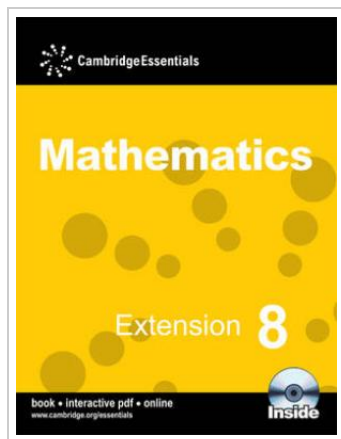 CambridgeEssentials
Mathematics
Extension 8
book • interactive pdf • online
www.cambridge.org/essentials
Inside